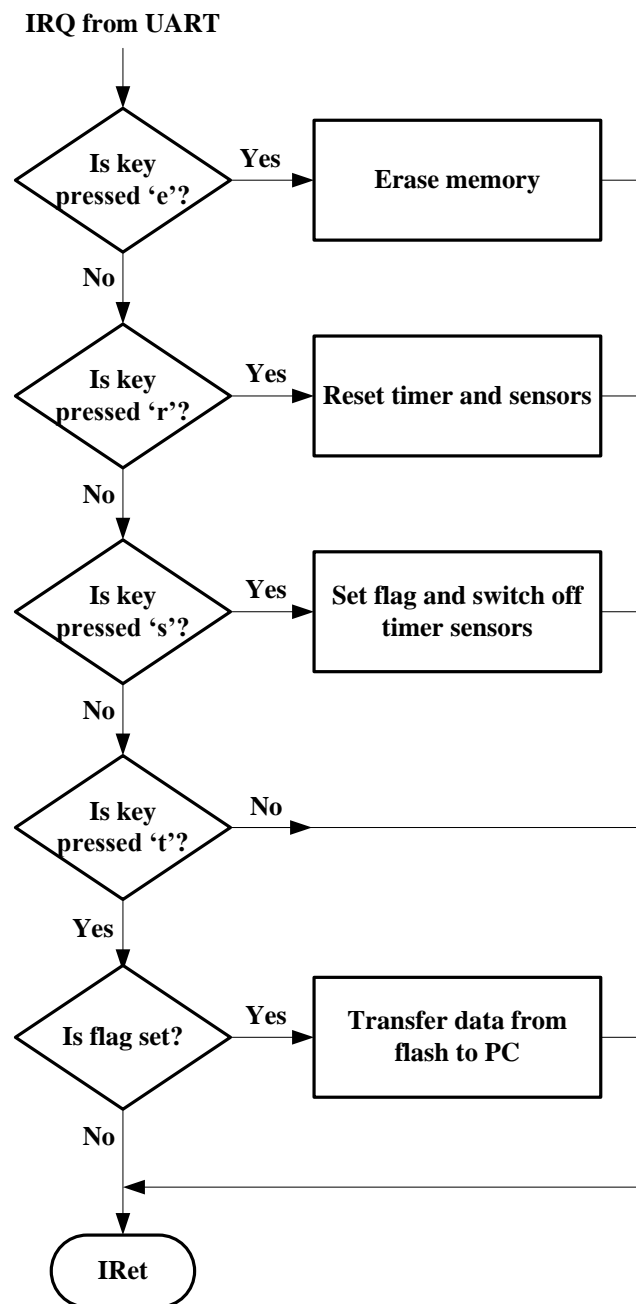 IRQ from UART
Is key
pressed ‘e’?
Yes
Erase memory
No
Is key
pressed ‘r’?
Yes
Reset timer and sensors
No
Is key
pressed ‘s’?
Yes
Set flag and switch off
timer sensors
No
Is key
pressed ‘t’?
No
Yes
Is flag set?
Yes
Transfer data from
flash to PC
No
IRet